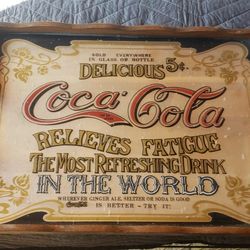 SOLD EVERYWHERE
IN GLASS OR BOTTLE
DELICIOUS 5¢.
Coca-Cola
RELIEVES FATIGUE
THE MOST REFRESHING DRINK
IN THE WORLD
WHEREVER GINGER ALE, SELTZER OR SODA IS GOOD
Coca-Cola IS BETTER - TRY IT!